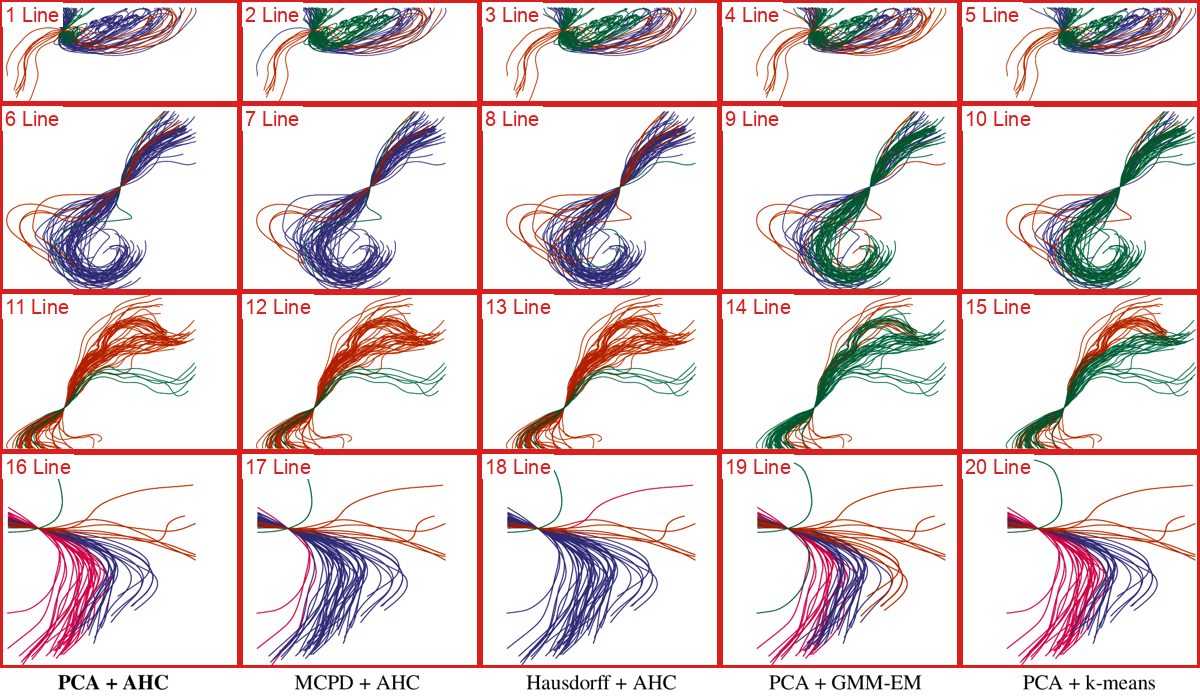 1 Line
2 Line
3 Line
4 Line
5 Line
6 Line
7 Line
8 Line
9 Line
10 Line
11 Line
12 Line
13 Line
14 Line
15 Line
16 Line
17 Line
18 Line
19 Line
20 Line
PCA + AHC
MCPD + AHC
Hausdorff + AHC
PCA + GMM-EM
PCA + k-means